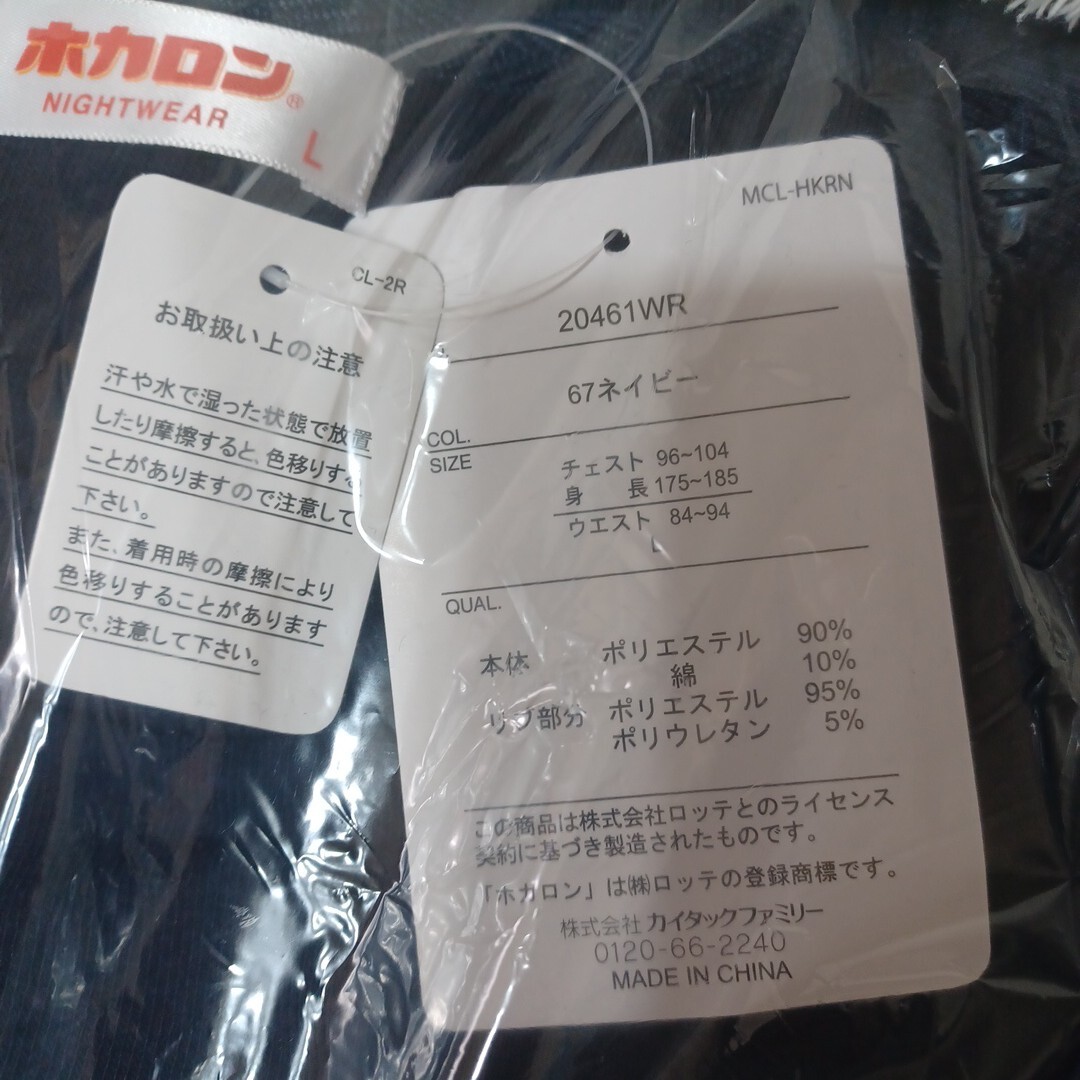 ホカロン®
NIGHTWEAR
L
CL-2R
お取扱い上の注意
汗や水で湿った状態で放置
したり摩擦すると、色移りする
ことがありますので注意して
下さい。
また、着用時の摩擦により
色移りすることがあります
ので、注意して下さい。
MCL-HKRN
20461WR
67ネイビー
COL.
SIZE
チェスト 96~104
身 長 175~185
ウエスト 84~94
L
QUAL.
本体 ポリエステル 90%
綿 10%
リブ部分 ポリエステル 95%
ポリウレタン 5%
この商品は株式会社ロッテとのライセンス
契約に基づき製造されたものです。
「ホカロン」は㈱ロッテの登録商標です。
株式会社 カイタックファミリー
0120-66-2240
MADE IN CHINA